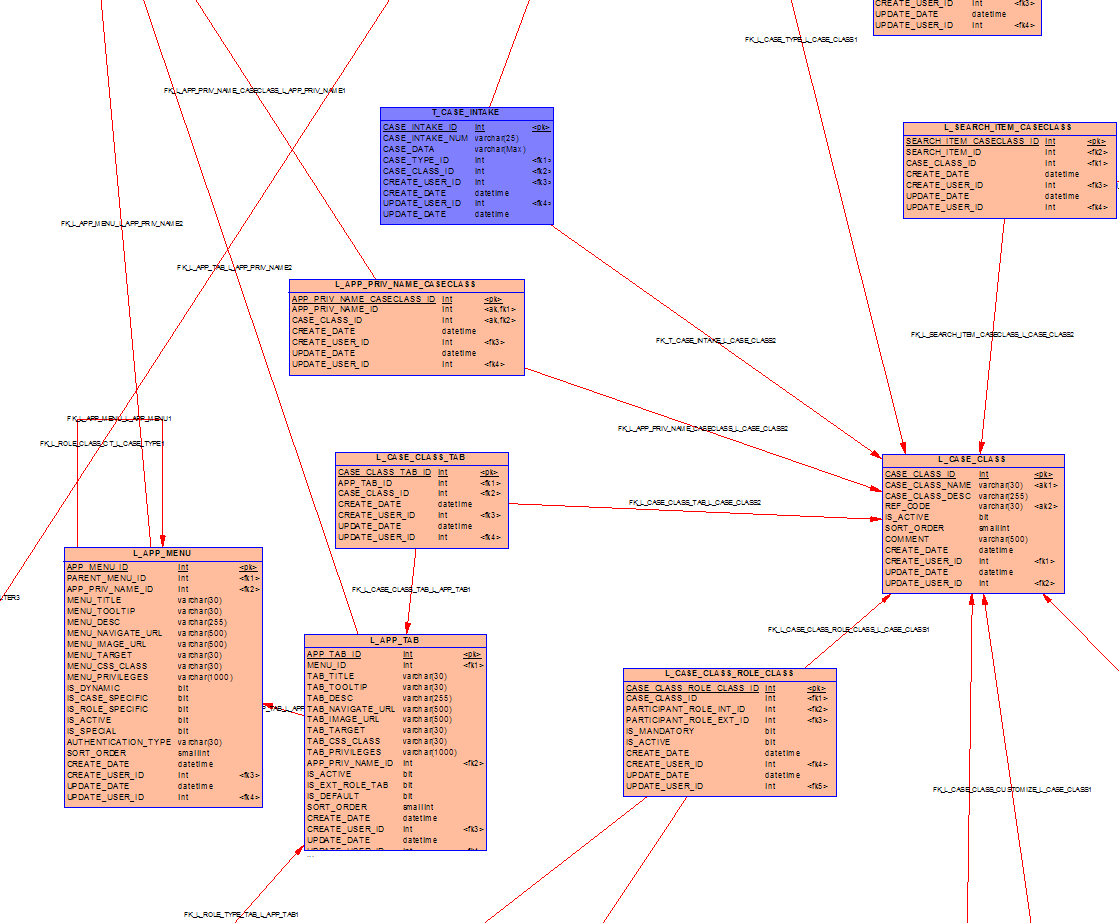 CREATE_USER_ID int <fk3>
UPDATE_DATE datetime
UPDATE_USER_ID int <fk4>
FK_L_CASE_TYPE_L_CASE_CLASS1
FK_L_APP_PRIV_NAME_CASECLASS_L_APP_PRIV_NAME1
T_CASE_INTAKE
CASE_INTAKE_ID int <pk>
CASE_INTAKE_NUM varchar(25)
CASE_DATA varchar(Max)
CASE_TYPE_ID int <fk1>
CASE_CLASS_ID int <fk2>
CREATE_USER_ID int <fk3>
CREATE_DATE datetime
UPDATE_USER_ID int <fk4>
UPDATE_DATE datetime
L_SEARCH_ITEM_CASECLASS
SEARCH_ITEM_CASECLASS_ID int <pk>
SEARCH_ITEM_ID int <fk2>
CASE_CLASS_ID int <fk1>
CREATE_DATE datetime
CREATE_USER_ID int <fk3>
UPDATE_DATE datetime
UPDATE_USER_ID int <fk4>
FK_L_APP_MENU_L_APP_PRIV_NAME2
FK_L_APP_TAB_L_APP_PRIV_NAME2
L_APP_PRIV_NAME_CASECLASS
APP_PRIV_NAME_CASECLASS_ID int <pk>
APP_PRIV_NAME_ID int <ak,fk1>
CASE_CLASS_ID int <ak,fk2>
CREATE_DATE datetime
CREATE_USER_ID int <fk3>
UPDATE_DATE datetime
UPDATE_USER_ID int <fk4>
FK_T_CASE_INTAKE_L_CASE_CLASS2
FK_L_SEARCH_ITEM_CASECLASS_L_CASE_CLASS2
FK_L_APP_MENU_L_APP_MENU1
FK_L_ROLE_CLASS_CT_L_CASE_TYPE1
FK_L_APP_PRIV_NAME_CASECLASS_L_CASE_CLASS2
L_CASE_CLASS_TAB
CASE_CLASS_TAB_ID int <pk>
APP_TAB_ID int <fk1>
CASE_CLASS_ID int <fk2>
CREATE_DATE datetime
CREATE_USER_ID int <fk3>
UPDATE_DATE datetime
UPDATE_USER_ID int <fk4>
FK_L_CASE_CLASS_TAB_L_CASE_CLASS2
L_CASE_CLASS
CASE_CLASS_ID int <pk>
CASE_CLASS_NAME varchar(30) <ak1>
CASE_CLASS_DESC varchar(255)
REF_CODE varchar(30) <ak2>
IS_ACTIVE bit
SORT_ORDER smallint
COMMENT varchar(500)
CREATE_DATE datetime
CREATE_USER_ID int <fk1>
UPDATE_DATE datetime
UPDATE_USER_ID int <fk2>
_TER3
L_APP_MENU
APP_MENU_ID int <pk>
PARENT_MENU_ID int <fk1>
APP_PRIV_NAME_ID int <fk2>
MENU_TITLE varchar(30)
MENU_TOOLTIP varchar(30)
MENU_DESC varchar(255)
MENU_NAVIGATE_URL varchar(500)
MENU_IMAGE_URL varchar(500)
MENU_TARGET varchar(30)
MENU_CSS_CLASS varchar(30)
MENU_PRIVILEGES varchar(1000)
IS_DYNAMIC bit
IS_CASE_SPECIFIC bit
IS_ROLE_SPECIFIC bit
IS_ACTIVE bit
IS_SPECIAL bit
AUTHENTICATION_TYPE varchar(30)
SORT_ORDER smallint
CREATE_DATE datetime
CREATE_USER_ID int <fk3>
UPDATE_DATE datetime
UPDATE_USER_ID int <fk4>
_TAB_L_APP
FK_L_CASE_CLASS_TAB_L_APP_TAB1
L_APP_TAB
APP_TAB_ID int <pk>
MENU_ID int <fk1>
TAB_TITLE varchar(30)
TAB_TOOLTIP varchar(30)
TAB_DESC varchar(255)
TAB_NAVIGATE_URL varchar(500)
TAB_IMAGE_URL varchar(500)
TAB_TARGET varchar(30)
TAB_CSS_CLASS varchar(30)
TAB_PRIVILEGES varchar(1000)
APP_PRIV_NAME_ID int <fk2>
IS_ACTIVE bit
IS_EXT_ROLE_TAB bit
IS_DEFAULT bit
SORT_ORDER smallint
CREATE_DATE datetime
CREATE_USER_ID int <fk3>
UPDATE_DATE datetime
UPDATE_USER_ID int <fk4>
...
FK_L_CASE_CLASS_ROLE_CLASS_L_CASE_CLASS1
L_CASE_CLASS_ROLE_CLASS
CASE_CLASS_ROLE_CLASS_ID int <pk>
CASE_CLASS_ID int <fk1>
PARTICIPANT_ROLE_INT_ID int <fk2>
PARTICIPANT_ROLE_EXT_ID int <fk3>
IS_MANDATORY bit
IS_ACTIVE bit
CREATE_DATE datetime
CREATE_USER_ID int <fk4>
UPDATE_DATE datetime
UPDATE_USER_ID int <fk5>
FK_L_CASE_CLASS_CUSTOMIZE_L_CASE_CLASS1
FK_L_ROLE_TYPE_TAB_L_APP_TAB1